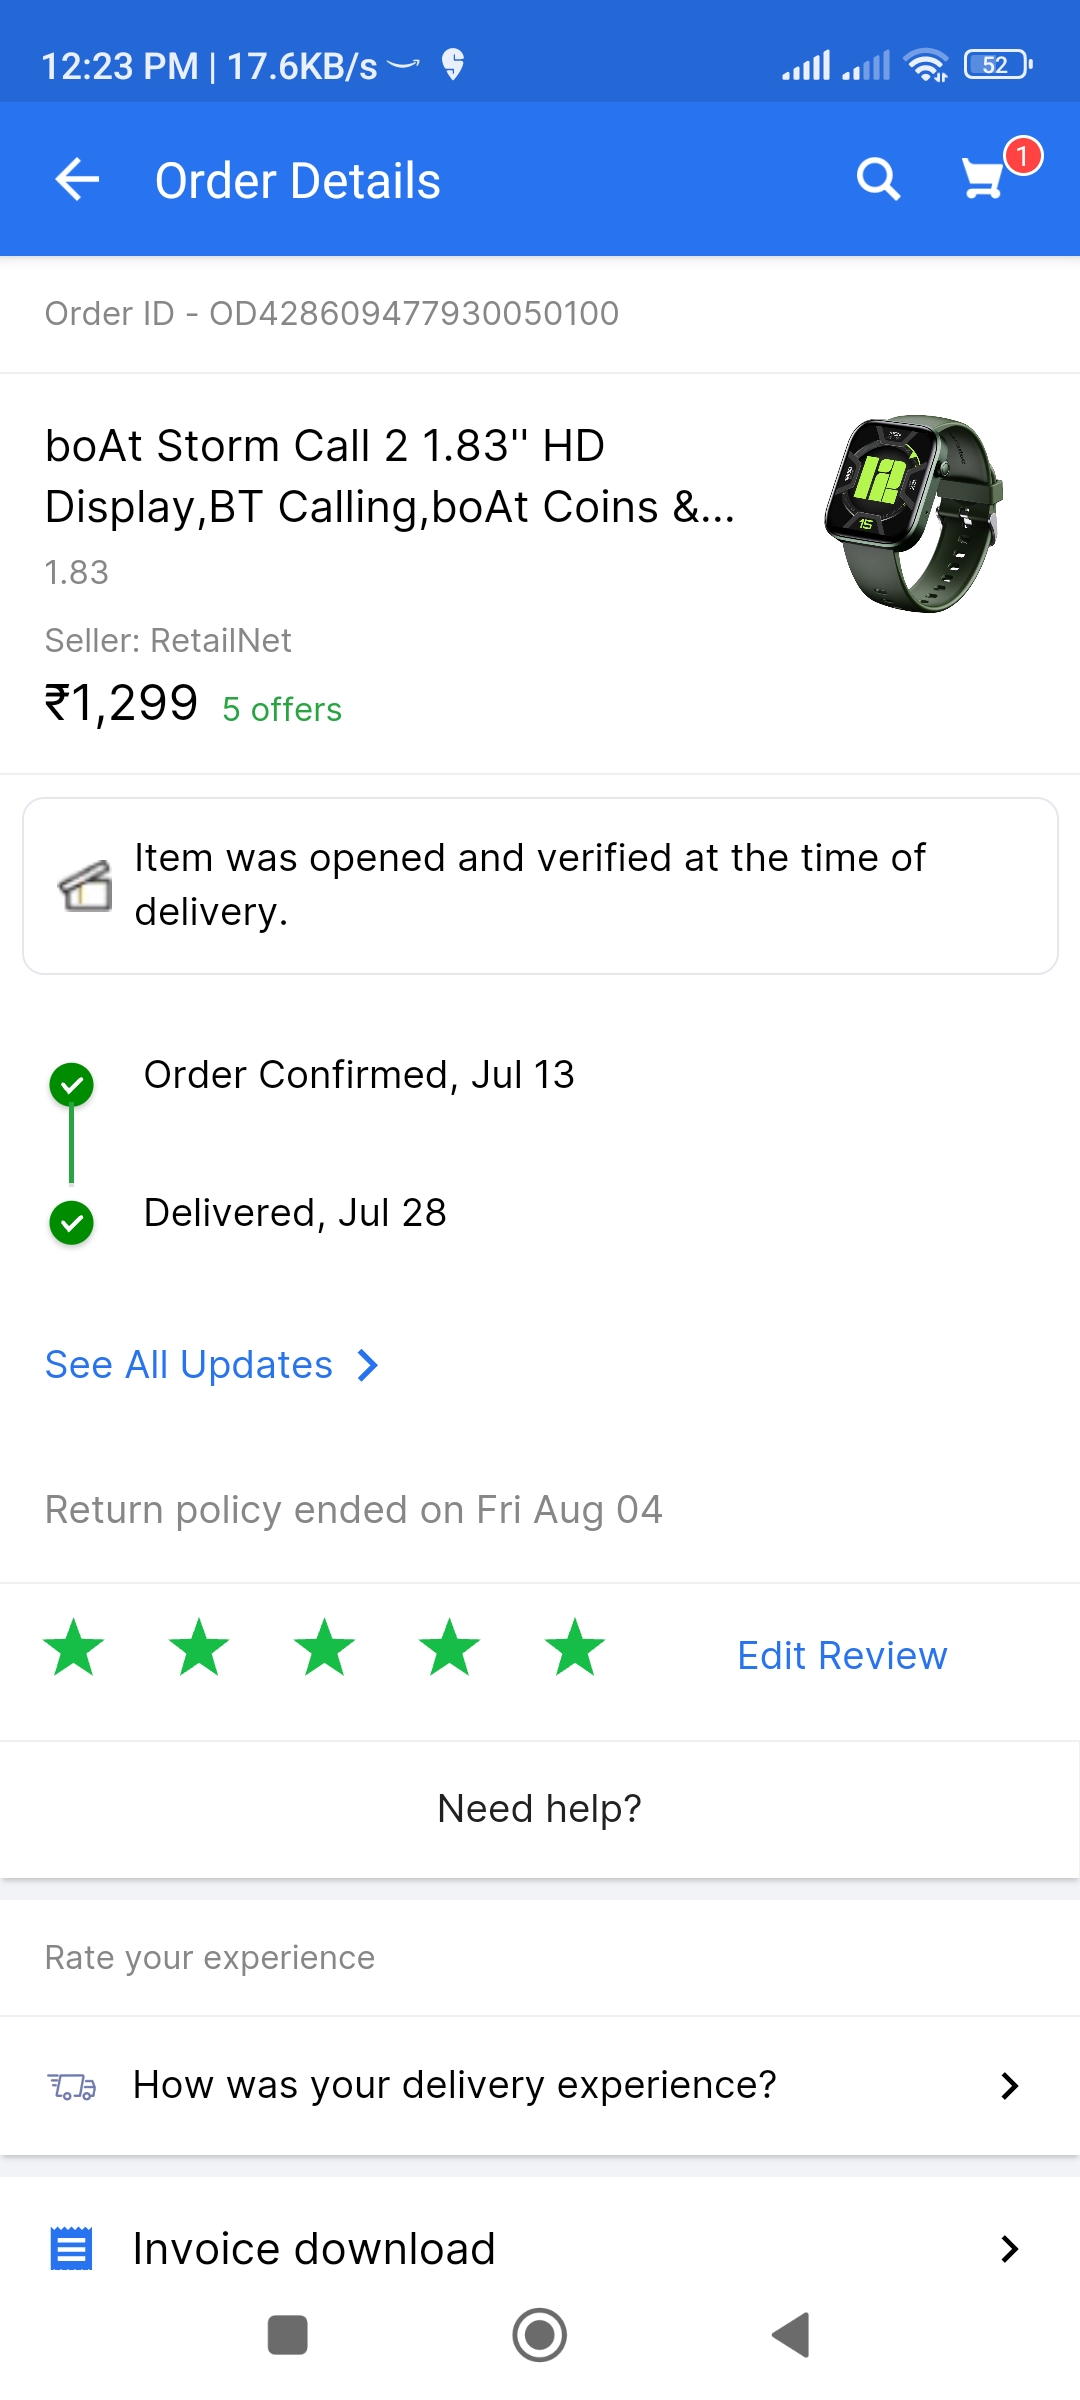 12:23 PM | 17.6KB/s
52
Order Details
1
Order ID - OD428609477930050100
boAt Storm Call 2 1.83'' HD
Display,BT Calling,boAt Coins &...
12
15
1.83
Seller: RetailNet
₹1,299 5 offers
Item was opened and verified at the time of
delivery.
Order Confirmed, Jul 13
Delivered, Jul 28
See All Updates
Return policy ended on Fri Aug 04
Edit Review
Need help?
Rate your experience
How was your delivery experience?
Invoice download